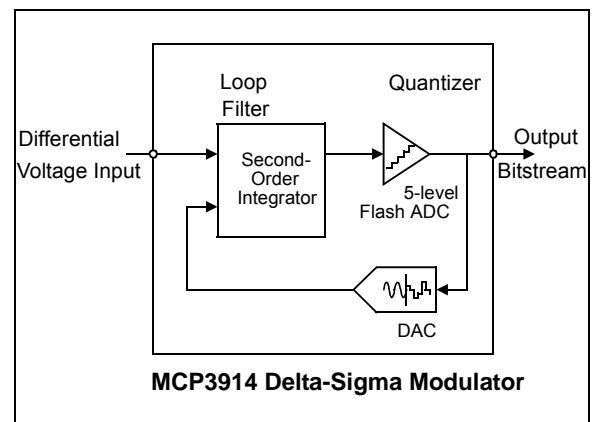 Loop
Filter
Quantizer
Differential
Voltage Input
Second-
Order
Integrator
5-level
Flash ADC
Output
Bitstream
DAC
MCP3914 Delta-Sigma Modulator